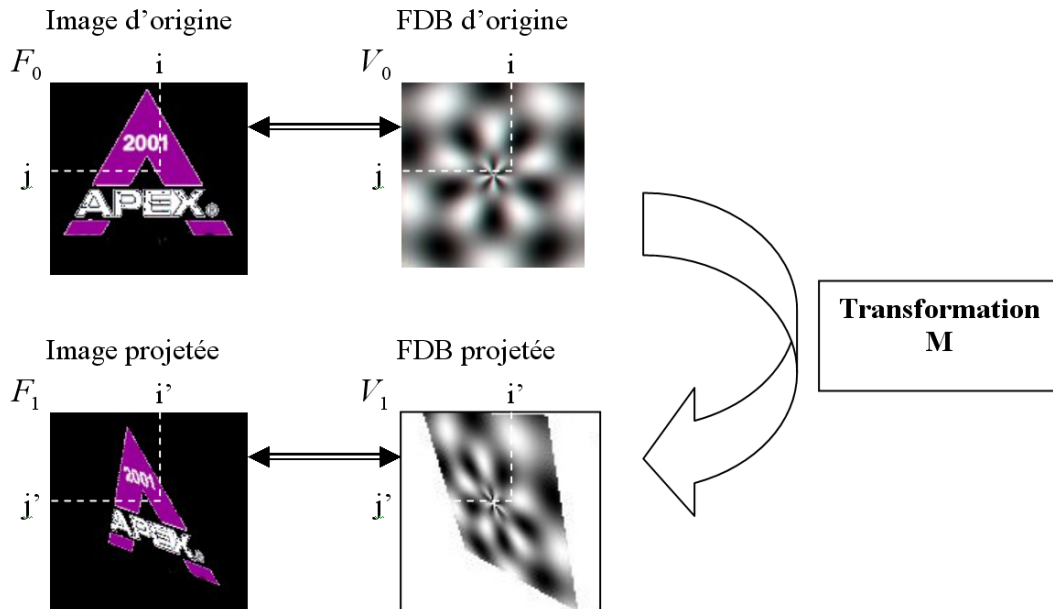 Image d’origine
FDB d’origine
F0
i
V0
i
2001
j
j
APEX®
Transformation
M
Image projetée
FDB projetée
F1
i’
V1
i’
2001
j’
j’
APEX®